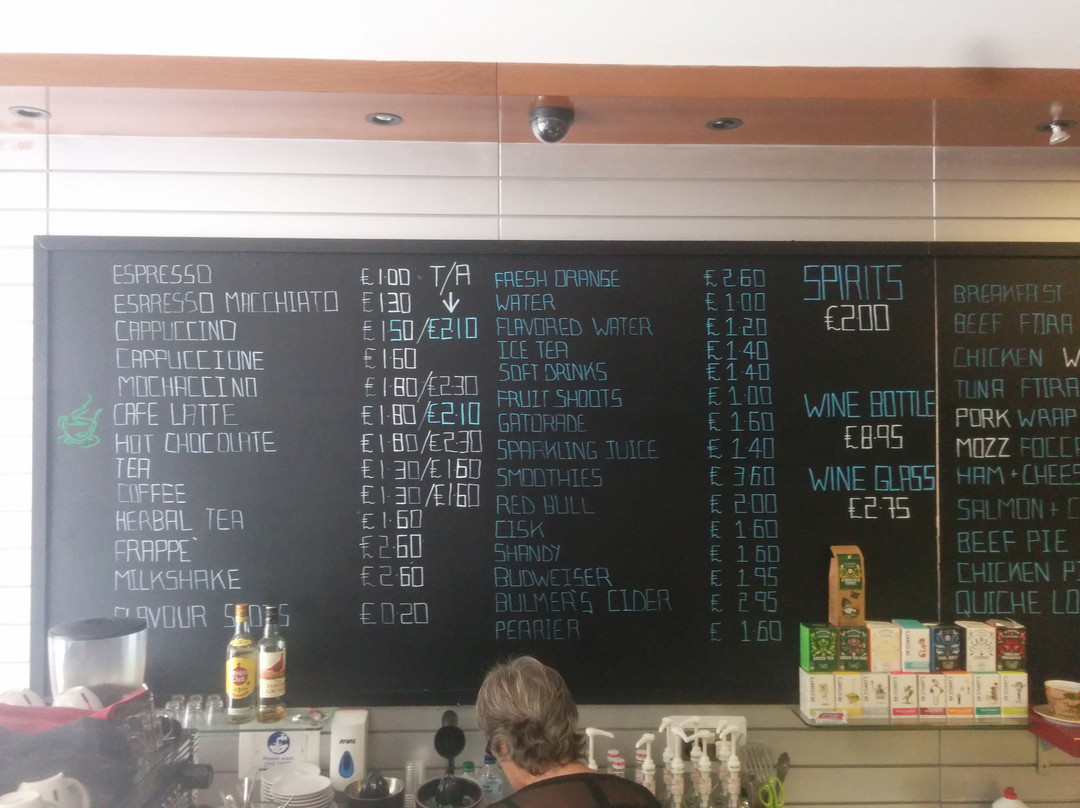 ESPRESSO £1.00 T/A
ESPRESSO MACCHIATO £1.30
CAPPUCCINO £1.50/£2.10
CAPPUCCIONE £1.60
MOCHACCINO £1.80/£2.30
CAFE LATTE £1.80/£2.10
HOT CHOCOLATE £1.80/£2.30
TEA £1.30/£1.60
COFFEE £1.30/£1.60
HERBAL TEA £1.60
FRAPPE` £2.60
MILKSHAKE £2.60
FLAVOUR £0.20
FRESH ORANGE £2.60
WATER £1.00
FLAVORED WATER £1.20
ICE TEA £1.40
SOFT DRINKS £1.40
FRUIT SHOOTS £1.00
GATORADE £1.60
SPARKLING JUICE £1.40
SMOOTHIES £3.60
RED BULL £2.00
CISK £1.60
SHANDY £1.60
BUDWEISER £1.95
BULMER'S CIDER £2.95
PERRIER £1.60
SPIRITS
£2.00
WINE BOTTLE
£8.95
WINE GLASS
£2.75
BREAKFAST
BEEF FTIRA
CHICKEN W
TUNA FTIRA
PORK WRAP
MOZZ FOCC
HAM + CHEES
SALMON + C
BEEF PIE
CHICKEN PI
QUICHE LO